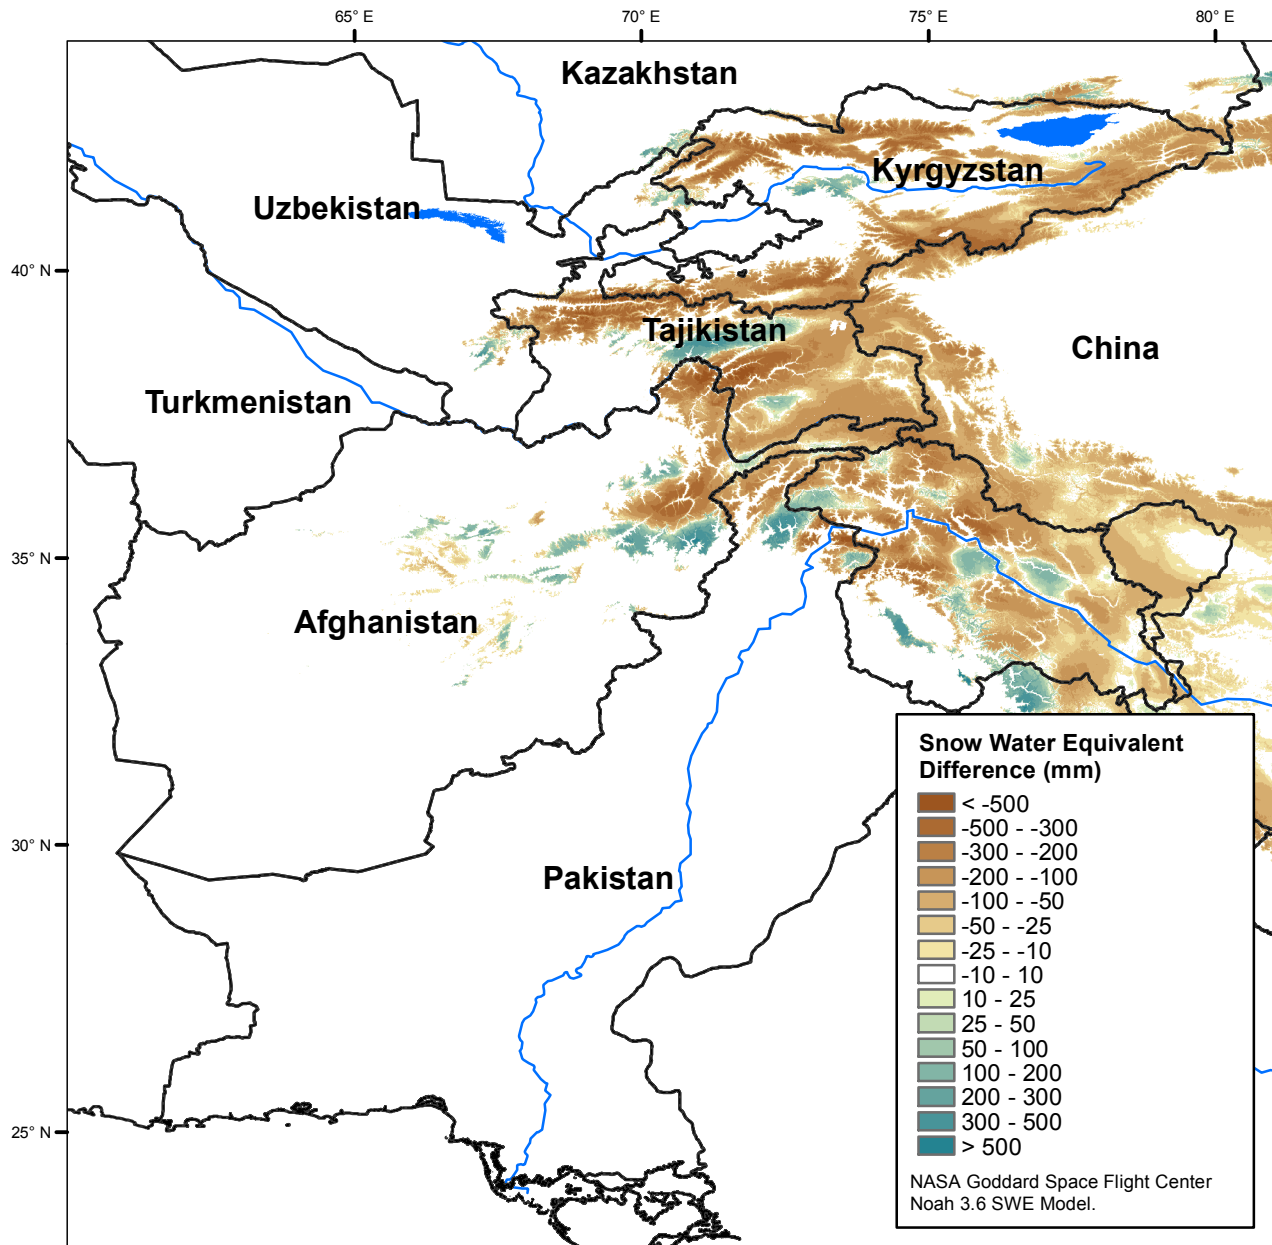 65° E
70° E
75° E
80° E
Kazakhstan
Kyrgyzstan
Uzbekistan
40° N
Tajikistan
China
Turkmenistan
35° N
Afghanistan
Snow Water Equivalent
Difference (mm)
< -500
-500 - -300
-300 - -200
-200 - -100
-100 - -50
-50 - -25
-25 - -10
-10 - 10
10 - 25
25 - 50
50 - 100
100 - 200
200 - 300
300 - 500
> 500
NASA Goddard Space Flight Center
Noah 3.6 SWE Model.
30° N
Pakistan
25° N